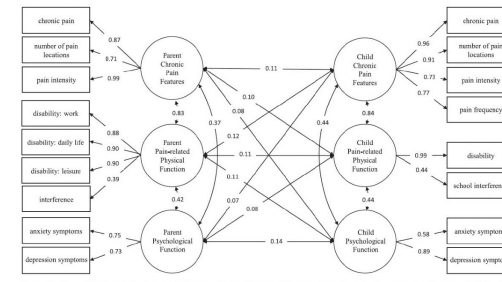 chronic pain
number of pain
locations
pain intensity
disability: work
disability: daily life
disability: leisure
interference
anxiety symptoms
depression symptoms
0.87
0.71
0.99
0.88
0.90
0.90
0.39
0.75
0.73
Parent
Chronic
Pain
Features
0.83
0.37
Parent
Pain-related
Physical
Function
0.42
Parent
Psychological
Function
0.11
0.10
0.08
0.12
0.11
0.11
0.07
0.08
0.14
Child
Chronic
Pain
Features
0.84
0.44
Child
Pain-related
Physical
Function
0.44
Child
Psychological
Function
0.96
0.91
0.73
0.77
0.99
0.44
0.58
0.89
chronic pain
number of pain
locations
pain intensity
pain frequency
disability
school interferenc
anxiety symptom
depression sympto